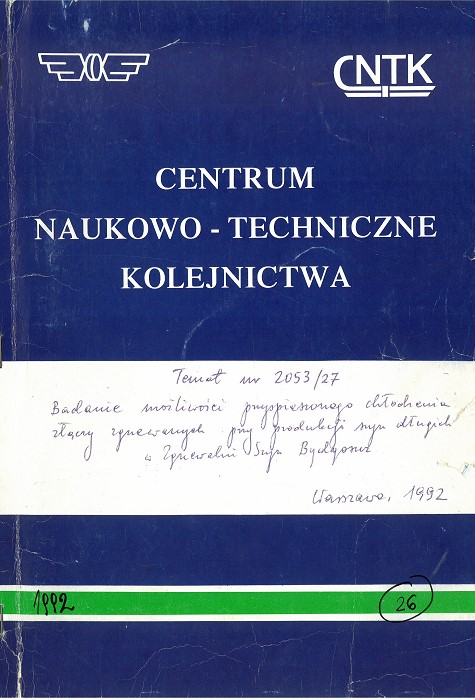 CNTK
CENTRUM
NAUKOWO - TECHNICZNE
KOLEJNICTWA
Temat nr 2053/27
Badanie możliwości przyspieszonego chłodzenia
złączy zgrzewanych przy produkcji szyn długich
w Zgrzewalni Szyn Bydgoszcz
Warszawa, 1992
1992
26